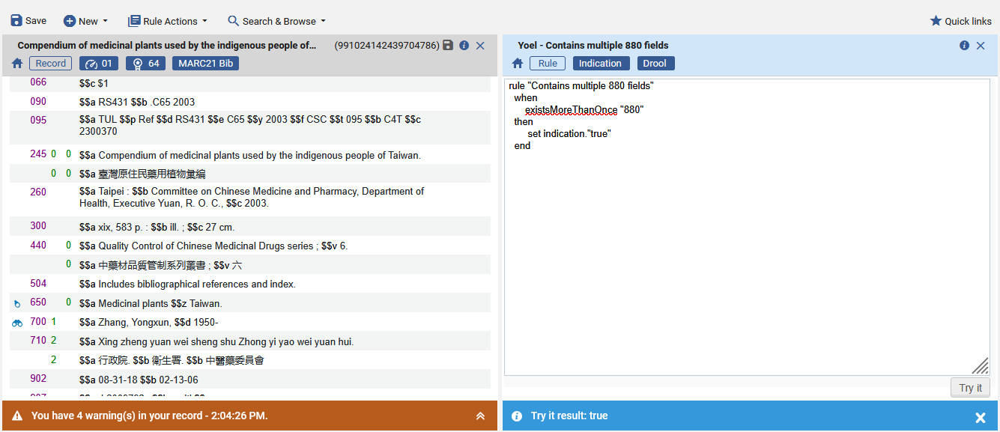 Save New Rule Actions Search & Browse Quick links
Compendium of medicinal plants used by the indigenous people of... (991024142439704786)
Record 01 64 MARC21 Bib
066 $$c $1
090 $$a RS431 $$b .C65 2003
095 $$a TUL $$p Ref $$d RS431 $$e C65 $$y 2003 $$f CSC $$t 095 $$b C4T $$c
2300370
245 0 0 $$a Compendium of medicinal plants used by the indigenous people of Taiwan.
0 0 $$a 臺灣原住民藥用植物彙編
260 $$a Taipei : $$b Committee on Chinese Medicine and Pharmacy, Department of
Health, Executive Yuan, R. O. C., $$c 2003.
300 $$a xix, 583 p. : $$b ill. ; $$c 27 cm.
440 0 $$a Quality Control of Chinese Medicinal Drugs series ; $$v 6.
0 $$a 中藥材品質管制系列叢書 ; $$v 六
504 $$a Includes bibliographical references and index.
650 0 $$a Medicinal plants $$z Taiwan.
700 1 $$a Zhang, Yongxun, $$d 1950-
710 2 $$a Xing zheng yuan wei sheng shu Zhong yi yao wei yuan hui.
2 $$a 行政院. $$b 衛生署. $$b 中醫藥委員會
902 $$a 08-31-18 $$b 02-13-06
You have 4 warning(s) in your record - 2:04:26 PM.
Yoel - Contains multiple 880 fields
Rule Indication Drool
rule "Contains multiple 880 fields"
when
existsMoreThanOnce "880"
then
set indication."true"
end
Try it
Try it result: true